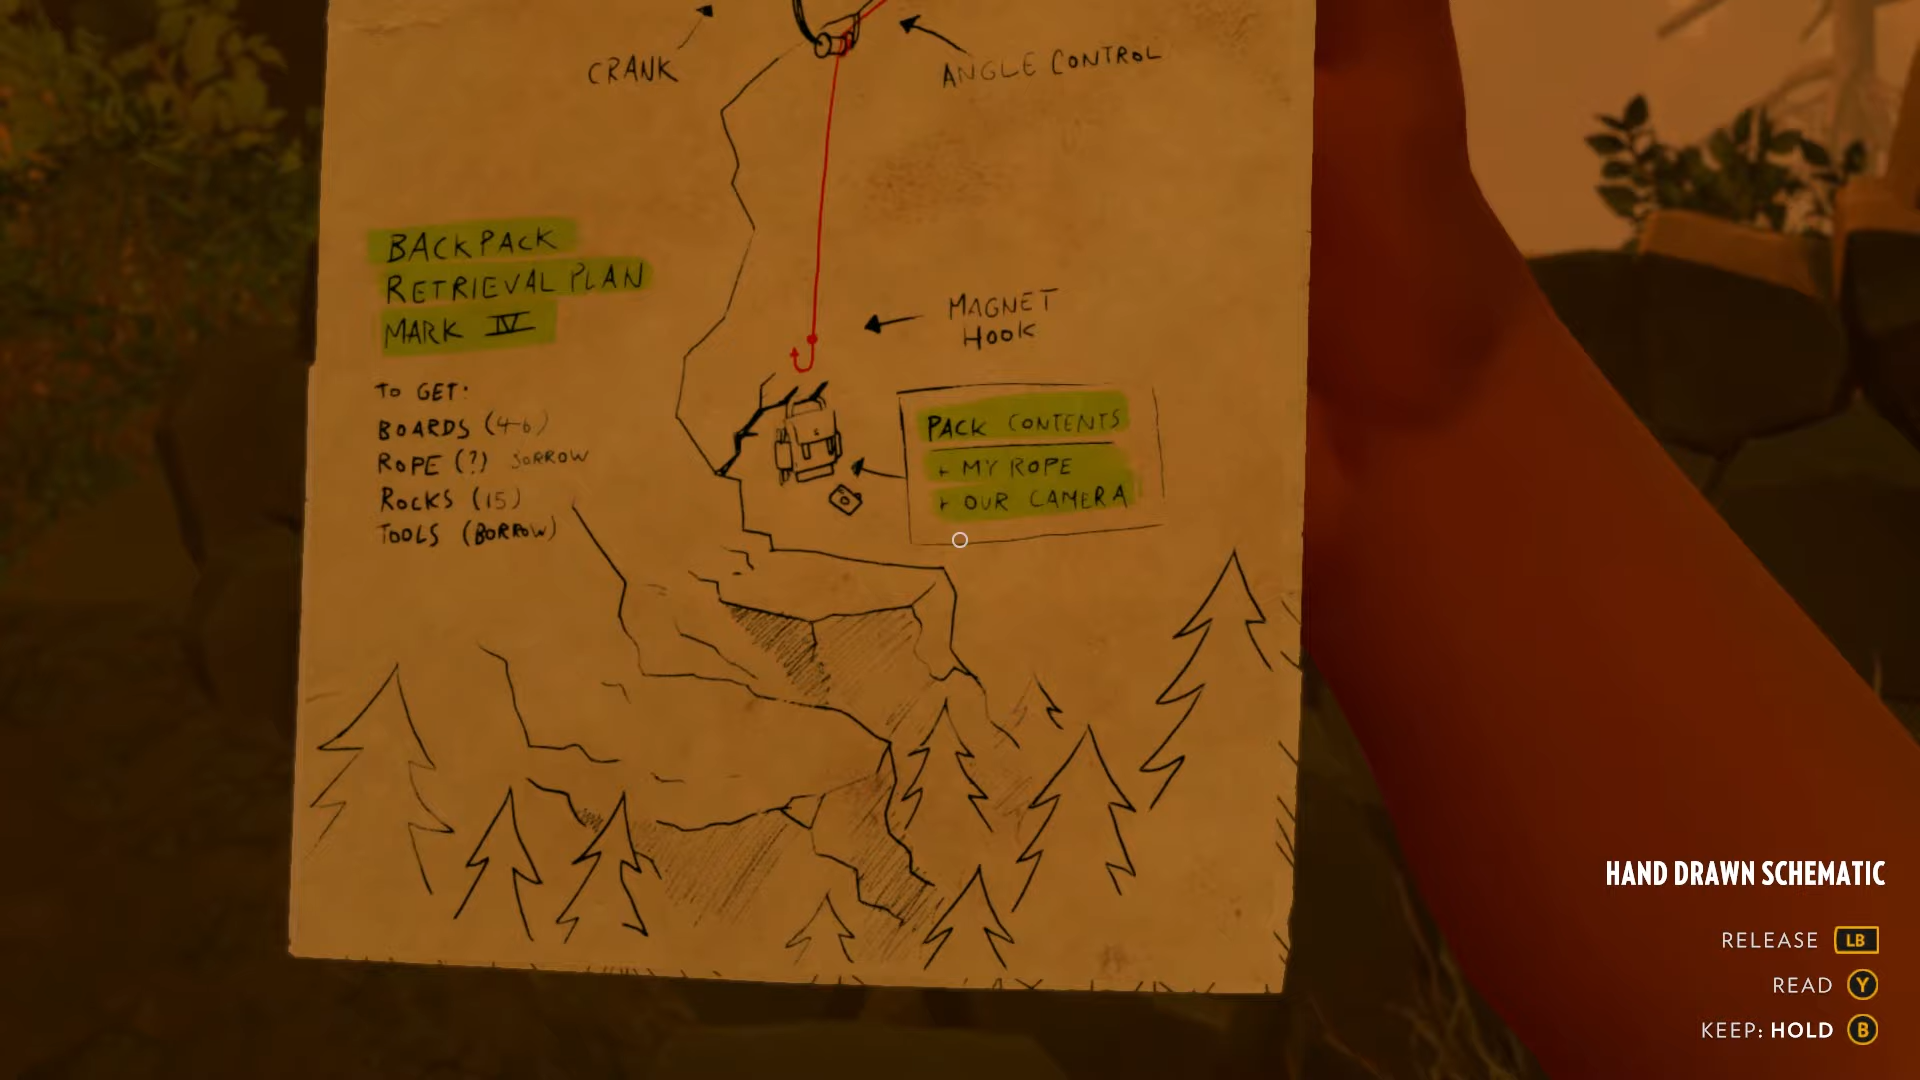 CRANK
ANGLE CONTROL
BACKPACK
RETRIEVAL PLAN
MARK IV
MAGNET
HOOK
TO GET:
BOARDS (4-6)
ROPE (?) BORROW
ROCKS (15)
TOOLS (BORROW)
PACK CONTENTS
+ MY ROPE
+ OUR CAMERA
HAND DRAWN SCHEMATIC
RELEASE LB
READ Y
KEEP: HOLD B